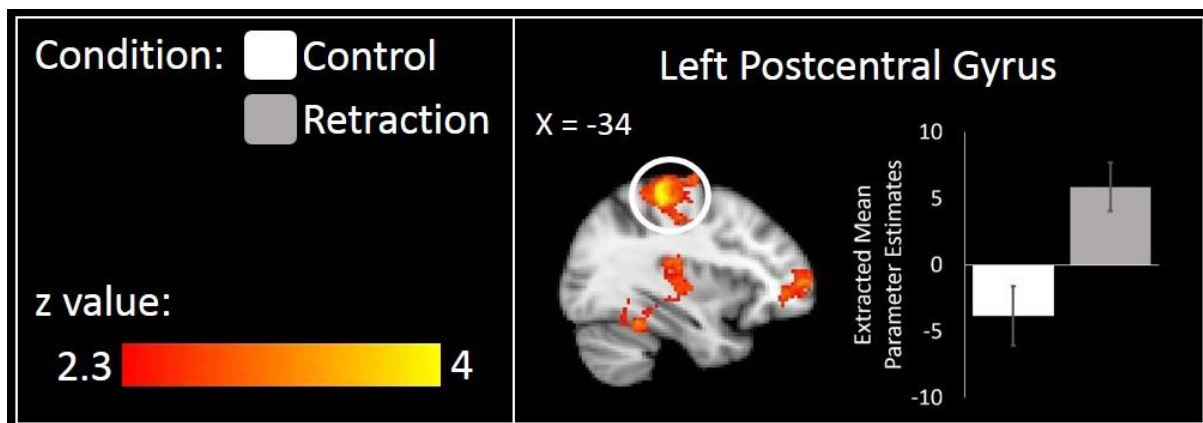 Condition: Control
Retraction
z value:
2.3 4
Left Postcentral Gyrus
X = -34
Extracted Mean
Parameter Estimates
10
5
0
-5
-10